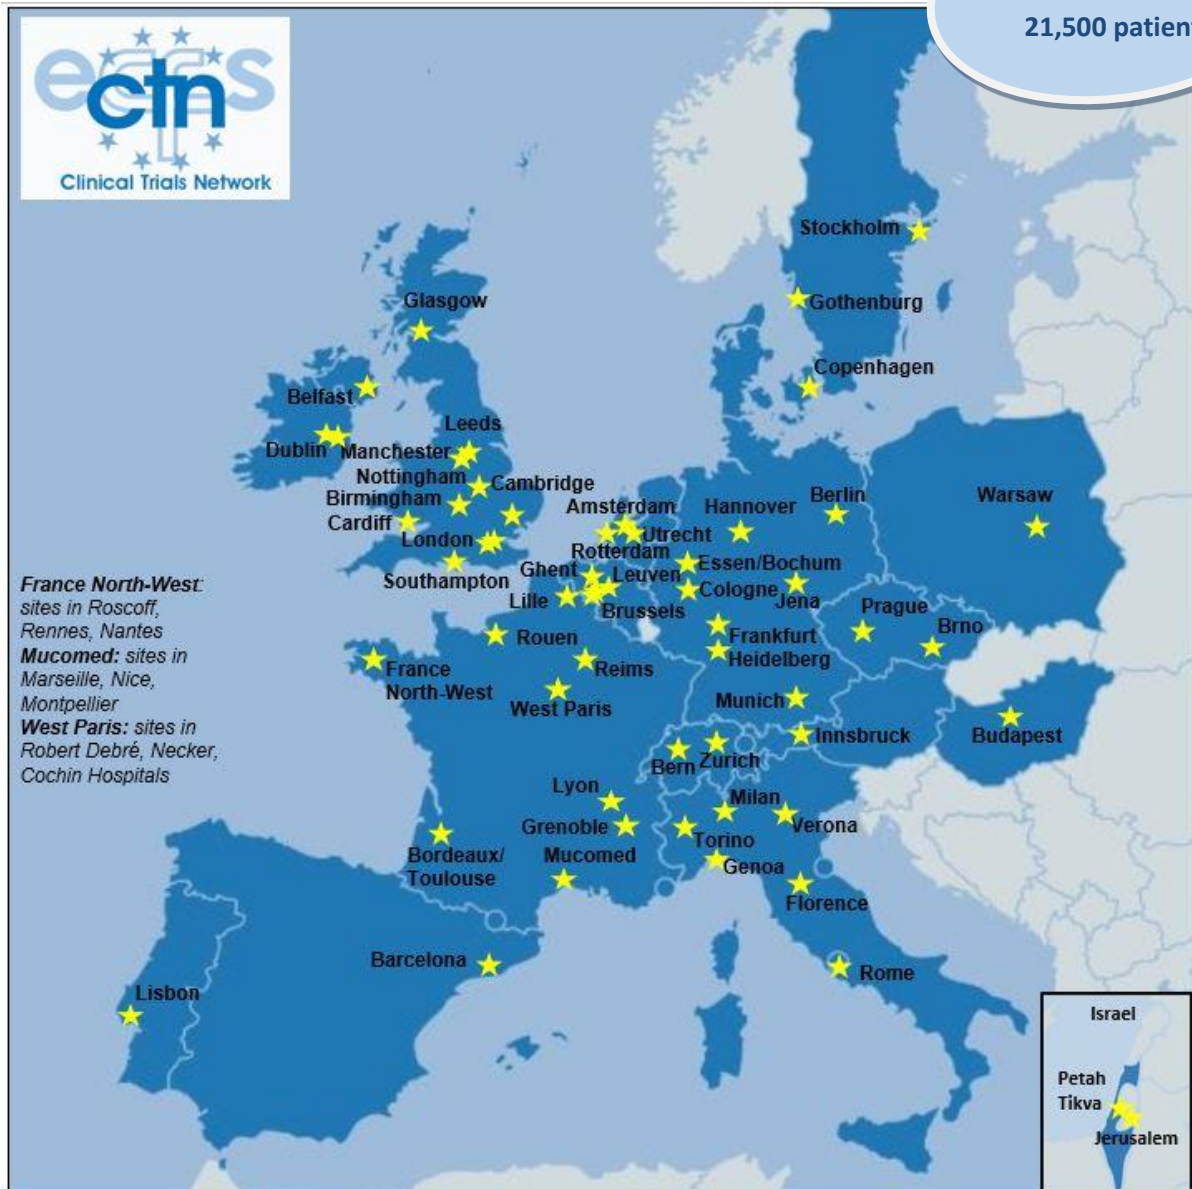 21,500 patien
ecfs
ctn
Clinical Trials Network
Stockholm
Glasgow
Gothenburg
Copenhagen
Belfast
Leeds
Dublin
Manchester
Nottingham
Cambridge
Birmingham
Cardiff
London
Southampton
Amsterdam
Hannover
Berlin
Warsaw
Utrecht
Rotterdam
Ghent
Leuven
Essen/Bochum
Lille
Brussels
Cologne
Jena
Prague
Brno
Rouen
Frankfurt
Heidelberg
France
North-West
Reims
West Paris
Munich
Innsbruck
Budapest
Bern
Zurich
France North-West:
sites in Roscoff,
Rennes, Nantes
Mucomed: sites in
Marseille, Nice,
Montpellier
West Paris: sites in
Robert Debré, Necker,
Cochin Hospitals
Lyon
Milan
Grenoble
Verona
Torino
Bordeaux/
Toulouse
Mucomed
Genoa
Florence
Barcelona
Rome
Lisbon
Israel
Petah
Tikva
Jerusalem